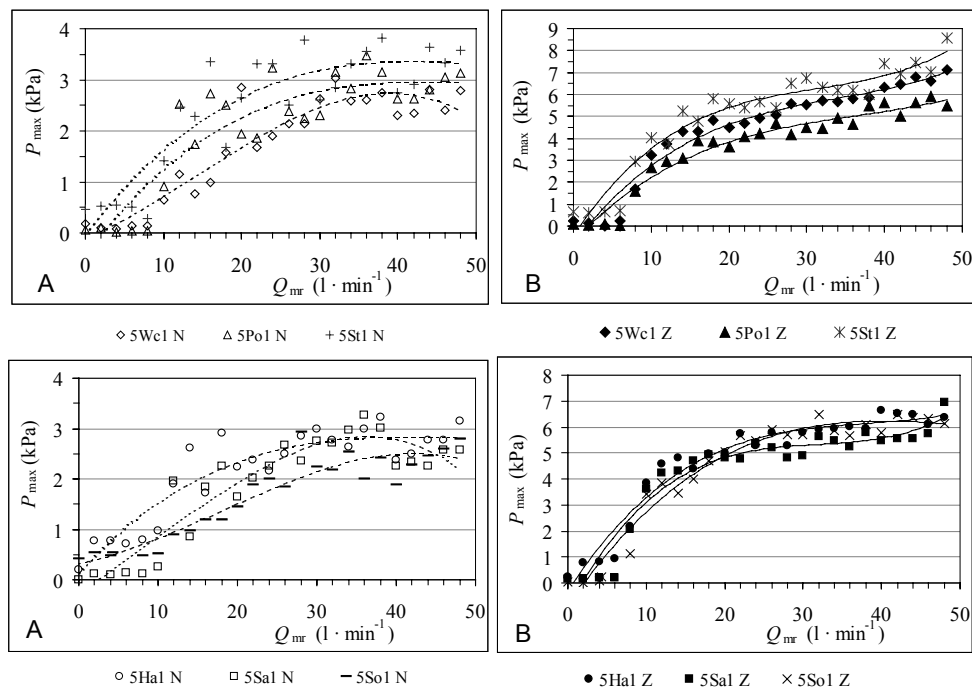 4
3
2
1
0
P max (kPa)
0 10 20 30 40 50
A
Q mr (l · min-1)
◇ 5Wc1 N △ 5Po1 N + 5St1 N
9
8
7
6
5
4
3
2
1
0
P max (kPa)
0 10 20 30 40 50
B
Q mr (l · min-1)
◆ 5Wc1 Z ▲ 5Po1 Z ✳ 5St1 Z
4
3
2
1
0
P max (kPa)
0 10 20 30 40 50
A
Q mr (l · min-1)
○ 5Ha1 N □ 5Sa1 N – 5So1 N
8
7
6
5
4
3
2
1
0
P max (kPa)
0 10 20 30 40 50
B
Q mr (l · min-1)
● 5Ha1 Z ■ 5Sa1 Z × 5So1 Z